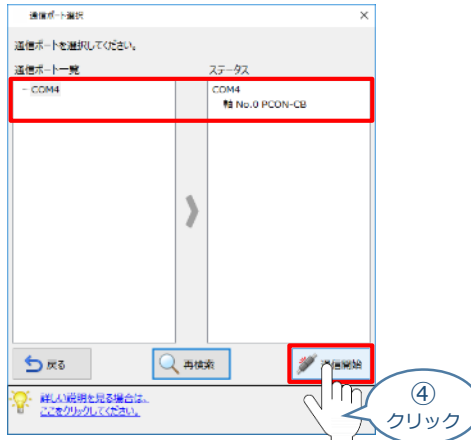 通信ポート選択
通信ポートを選択してください。
通信ポート一覧 ステータス
COM4 COM4
軸 No.0 PCON-CB
戻る 再検索 通信開始
詳しい説明を見る場合は、
ここをクリックしてください。
④
クリック